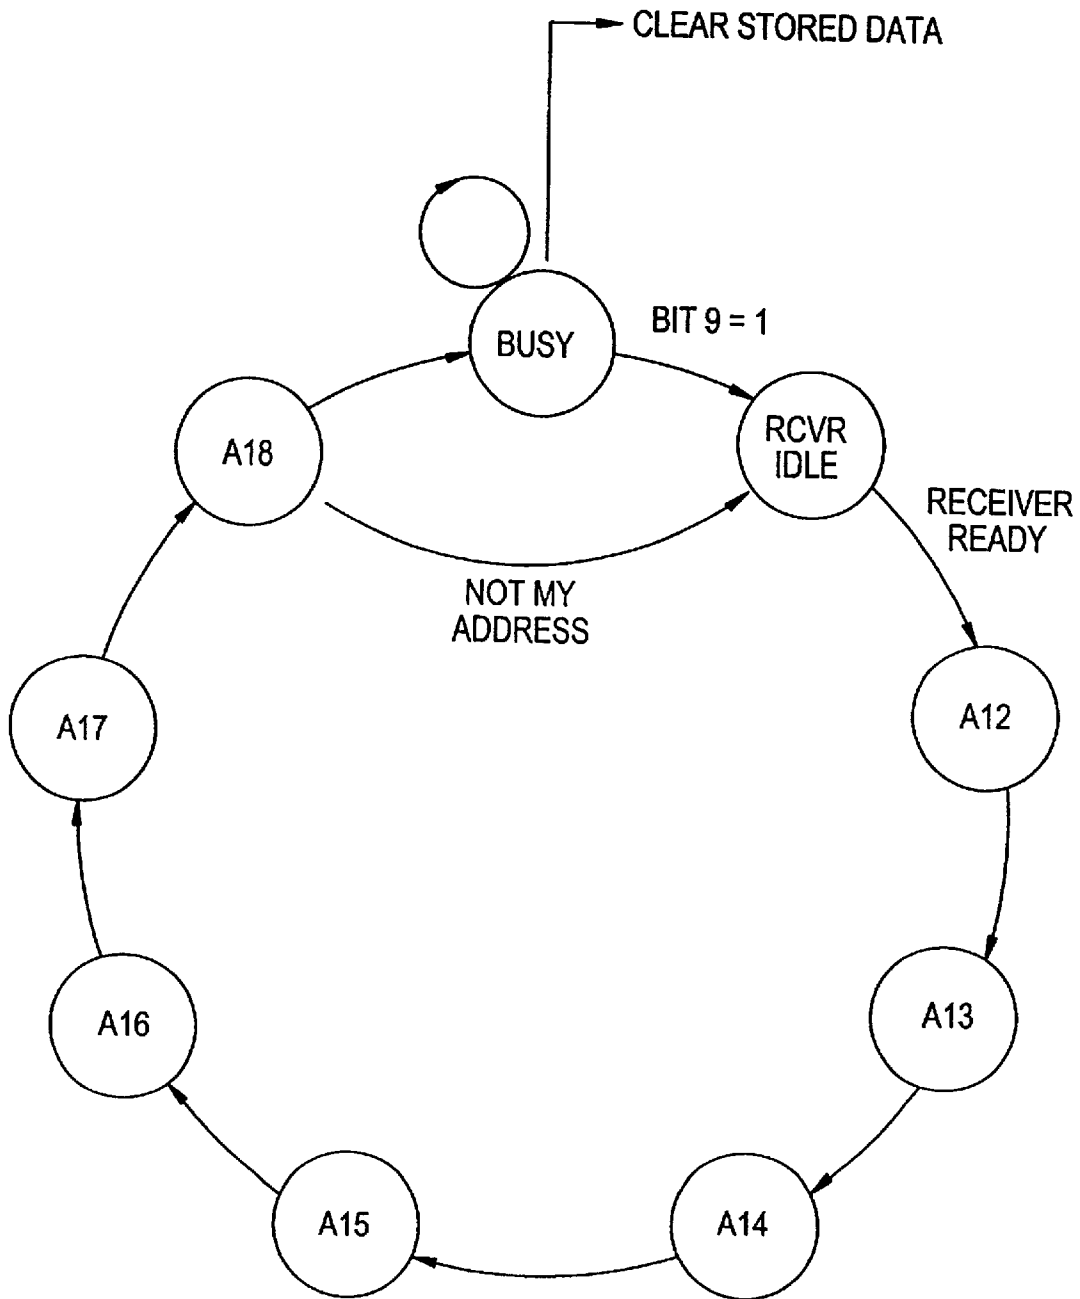 CLEAR STORED DATA
BUSY
BIT 9 = 1
A18
RCVR
IDLE
RECEIVER
READY
NOT MY
ADDRESS
A17
A12
A16
A13
A15
A14